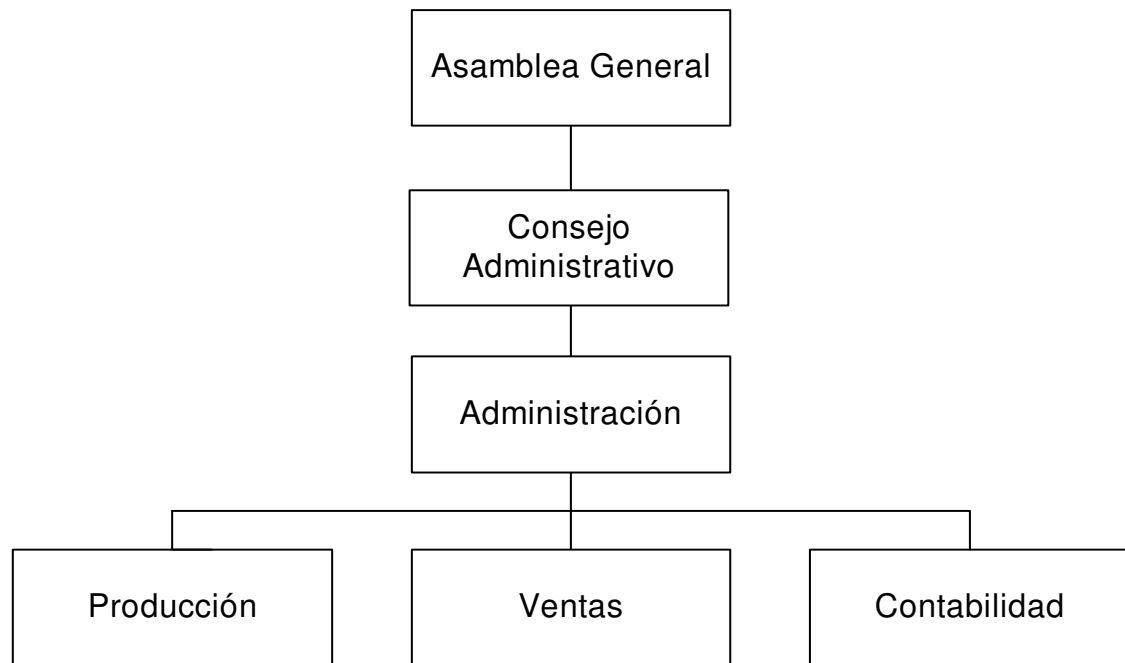 Asamblea General
Consejo
Administrativo
Administración
Producción
Ventas
Contabilidad